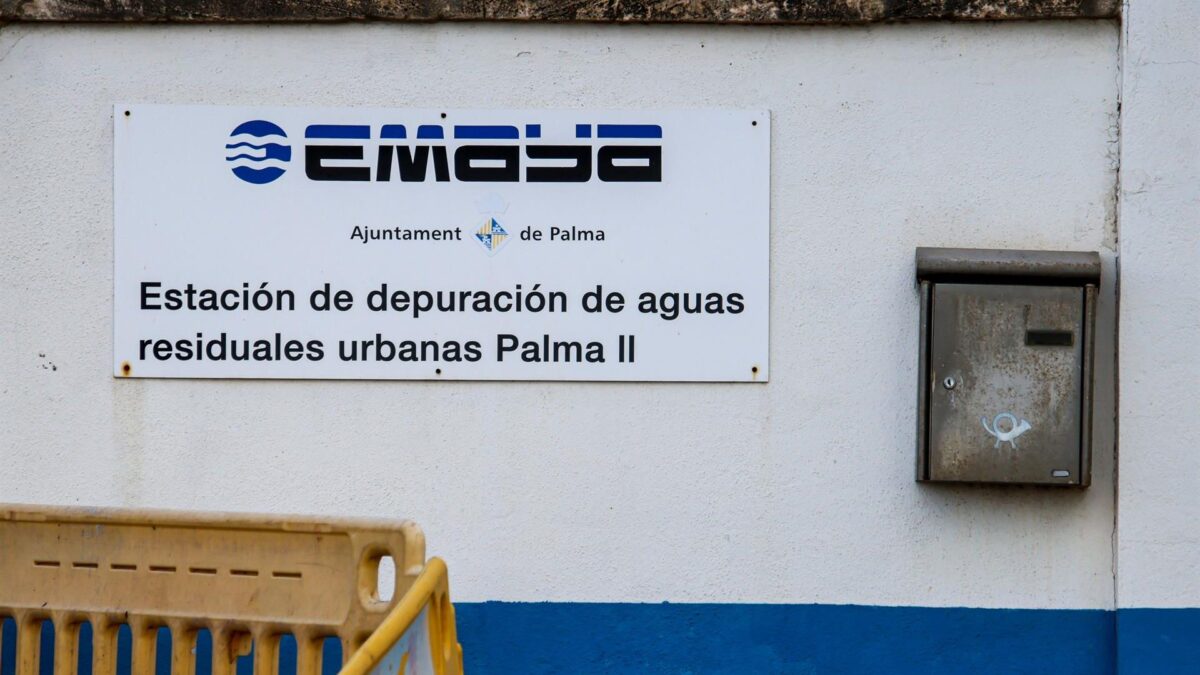 EMAYA
Ajuntament de Palma
Estación de depuración de aguas
residuales urbanas Palma II